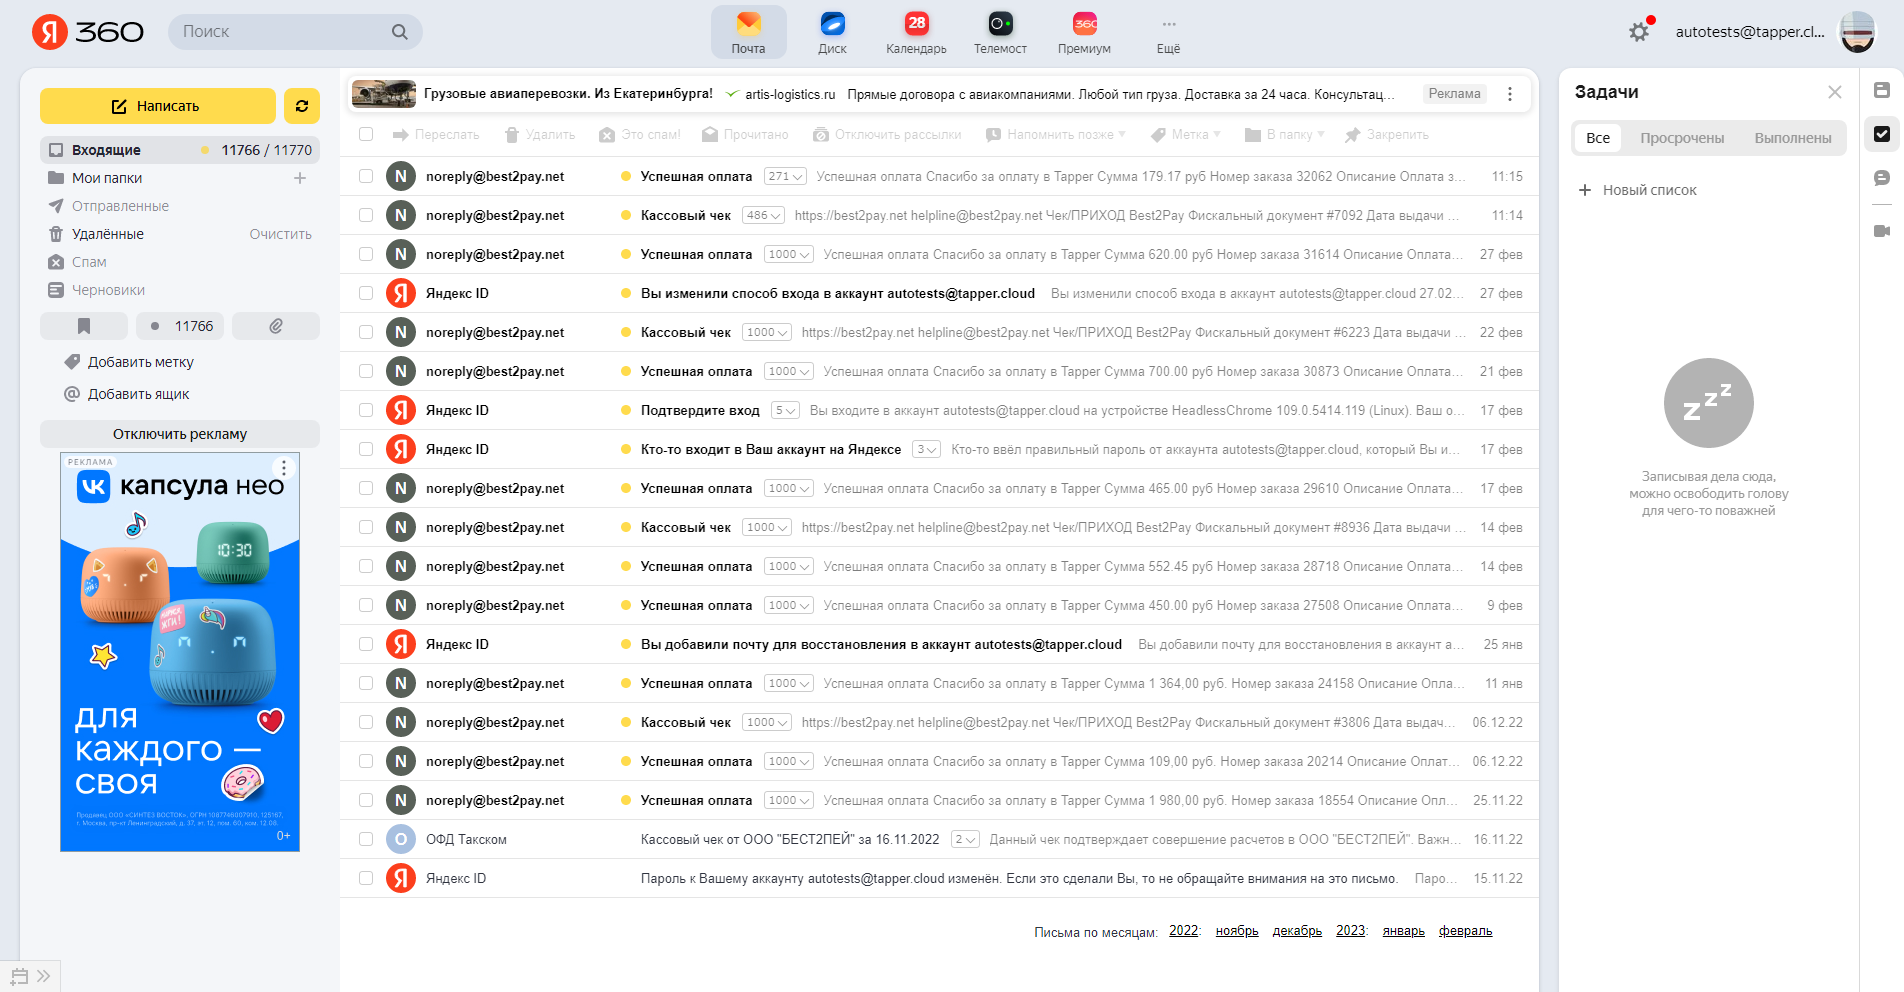 Я 360
Поиск
Почта
Диск
28
Календарь
Телемост
360
Премиум
Ещё
autotests@tapper.cl...
Написать
Входящие 11766 / 11770
Мои папки
Отправленные
Удалённые Очистить
Спам
Черновики
11766
Добавить метку
Добавить ящик
Отключить рекламу
РЕКЛАМА
капсула нео
10:30
для
каждого —
своя
Продавец ООО «СИНТЕЗ ВОСТОК», ОГРН 1087746007910, 125167,
г. Москва, пр-кт Ленинградский, д. 37, эт. 12, пом. 60, ком. 12.08.
0+
Грузовые авиаперевозки. Из Екатеринбурга! artis-logistics.ru Прямые договора с авиакомпаниями. Любой тип груза. Доставка за 24 часа. Консультац... Реклама
Переслать Удалить Это спам! Прочитано Отключить рассылки Напомнить позже Метка В папку Закрепить
N noreply@best2pay.net Успешная оплата 271 Успешная оплата Спасибо за оплату в Tapper Сумма 179.17 руб Номер заказа 32062 Описание Оплата з... 11:15
N noreply@best2pay.net Кассовый чек 486 https://best2pay.net helpline@best2pay.net Чек/ПРИХОД Best2Pay Фискальный документ #7092 Дата выдачи ... 11:14
N noreply@best2pay.net Успешная оплата 1000 Успешная оплата Спасибо за оплату в Tapper Сумма 620.00 руб Номер заказа 31614 Описание Оплата... 27 фев
Я Яндекс ID Вы изменили способ входа в аккаунт autotests@tapper.cloud Вы изменили способ входа в аккаунт autotests@tapper.cloud 27.02... 27 фев
N noreply@best2pay.net Кассовый чек 1000 https://best2pay.net helpline@best2pay.net Чек/ПРИХОД Best2Pay Фискальный документ #6223 Дата выдачи ... 22 фев
N noreply@best2pay.net Успешная оплата 1000 Успешная оплата Спасибо за оплату в Tapper Сумма 700.00 руб Номер заказа 30873 Описание Оплата... 21 фев
Я Яндекс ID Подтвердите вход 5 Вы входите в аккаунт autotests@tapper.cloud на устройстве HeadlessChrome 109.0.5414.119 (Linux). Ваш о... 17 фев
Я Яндекс ID Кто-то входит в Ваш аккаунт на Яндексе 3 Кто-то ввёл правильный пароль от аккаунта autotests@tapper.cloud, который Вы и... 17 фев
N noreply@best2pay.net Успешная оплата 1000 Успешная оплата Спасибо за оплату в Tapper Сумма 465.00 руб Номер заказа 29610 Описание Оплата... 17 фев
N noreply@best2pay.net Кассовый чек 1000 https://best2pay.net helpline@best2pay.net Чек/ПРИХОД Best2Pay Фискальный документ #8936 Дата выдачи ... 14 фев
N noreply@best2pay.net Успешная оплата 1000 Успешная оплата Спасибо за оплату в Tapper Сумма 552.45 руб Номер заказа 28718 Описание Оплата... 14 фев
N noreply@best2pay.net Успешная оплата 1000 Успешная оплата Спасибо за оплату в Tapper Сумма 450.00 руб Номер заказа 27508 Описание Оплата... 9 фев
Я Яндекс ID Вы добавили почту для восстановления в аккаунт autotests@tapper.cloud Вы добавили почту для восстановления в аккаунт a... 25 янв
N noreply@best2pay.net Успешная оплата 1000 Успешная оплата Спасибо за оплату в Tapper Сумма 1 364,00 руб. Номер заказа 24158 Описание Опла... 11 янв
N noreply@best2pay.net Кассовый чек 1000 https://best2pay.net helpline@best2pay.net Чек/ПРИХОД Best2Pay Фискальный документ #3806 Дата выдач... 06.12.22
N noreply@best2pay.net Успешная оплата 1000 Успешная оплата Спасибо за оплату в Tapper Сумма 109,00 руб. Номер заказа 20214 Описание Оплат... 06.12.22
N noreply@best2pay.net Успешная оплата 1000 Успешная оплата Спасибо за оплату в Tapper Сумма 1 980,00 руб. Номер заказа 18554 Описание Опл... 25.11.22
О ОФД Такском Кассовый чек от ООО "БЕСТ2ПЕЙ" за 16.11.2022 2 Данный чек подтверждает совершение расчетов в ООО "БЕСТ2ПЕЙ". Важн... 16.11.22
Я Яндекс ID Пароль к Вашему аккаунту autotests@tapper.cloud изменён. Если это сделали Вы, то не обращайте внимания на это письмо. Паро... 15.11.22
Письма по месяцам: 2022: ноябрь декабрь 2023: январь февраль
Задачи
Все Просрочены Выполнены
Новый список
z z z
Записывая дела сюда,
можно освободить голову
для чего-то поважней